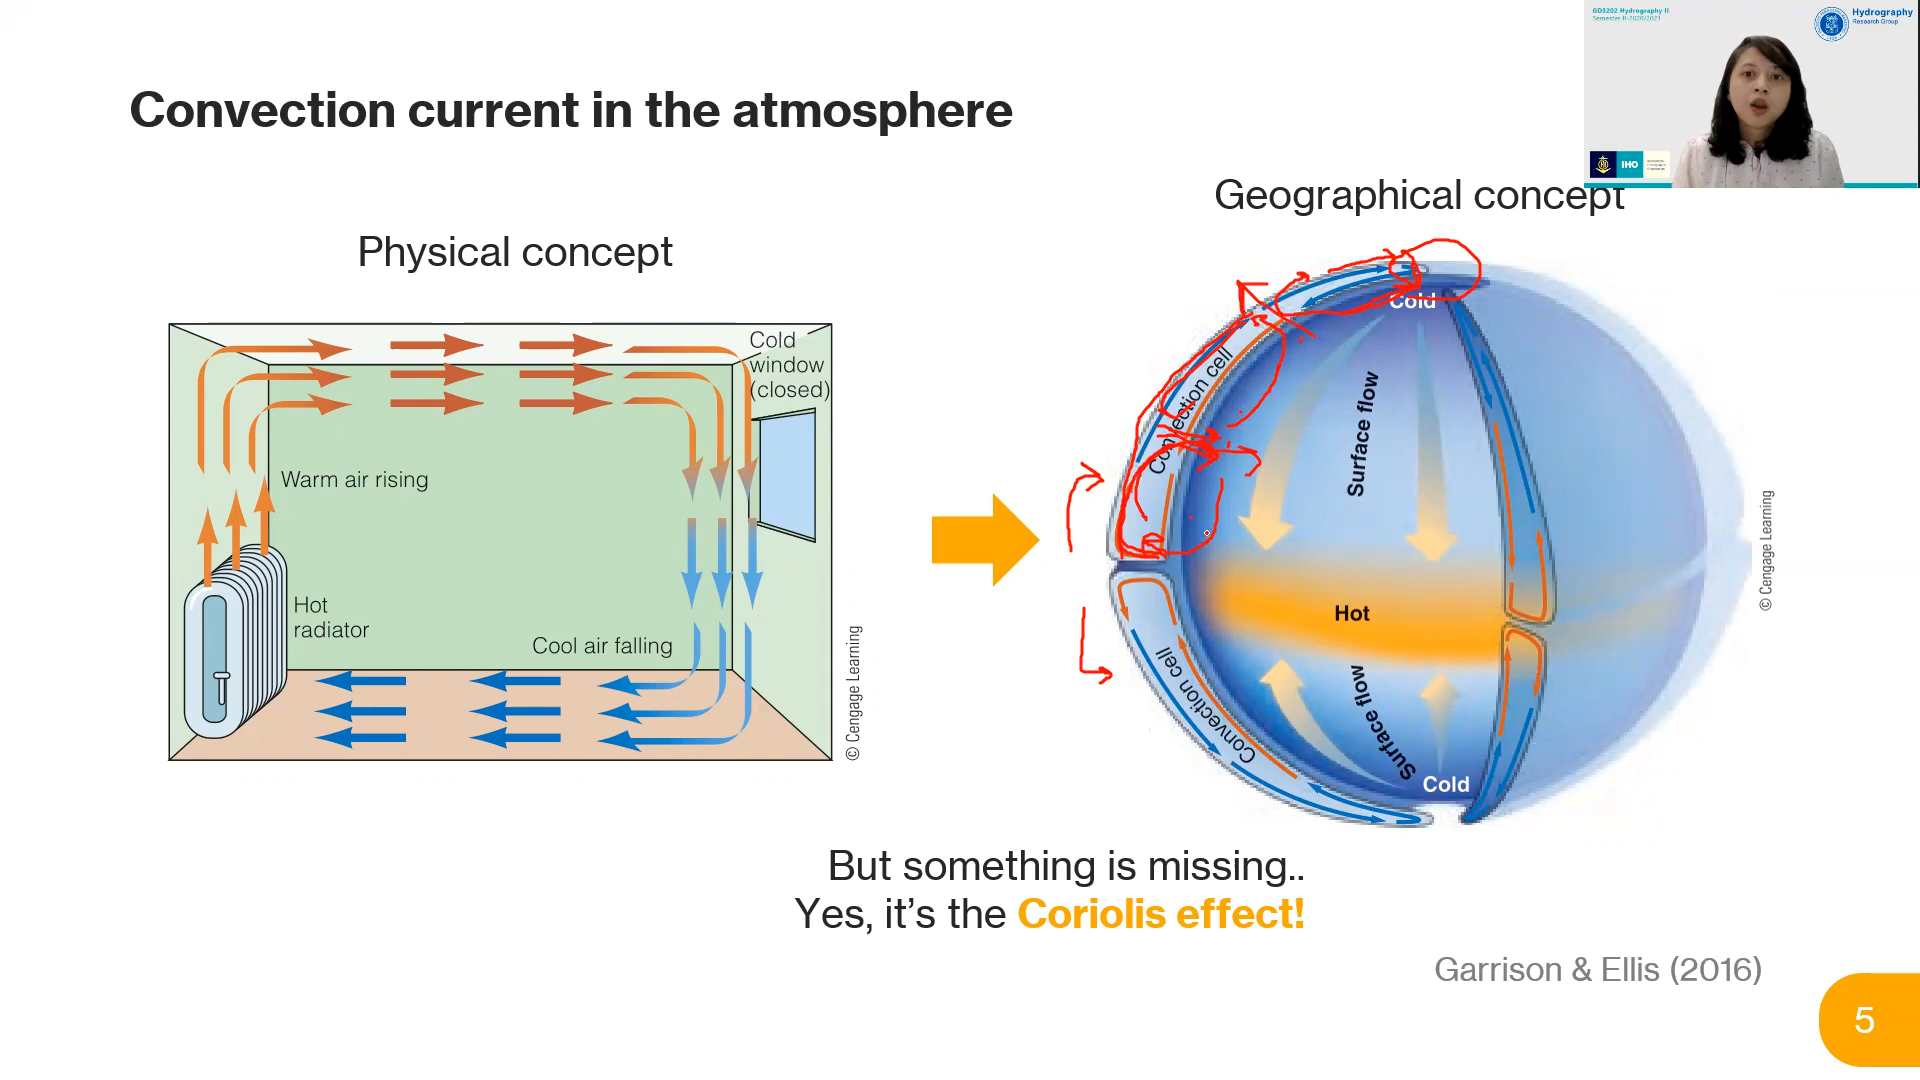 GD3202 Hydrography II
Semester II-2020/2021
Hydrography
Research Group
IHO
Convection current in the atmosphere
Physical concept
Geographical concept
Cold
window
(closed)
Warm air rising
Hot
radiator
Cool air falling
© Cengage Learning
Cold
Convection cell
Surface flow
Hot
Convection cell
Surface flow
Cold
© Cengage Learning
But something is missing..
Yes, it’s the Coriolis effect!
Garrison & Ellis (2016)
5